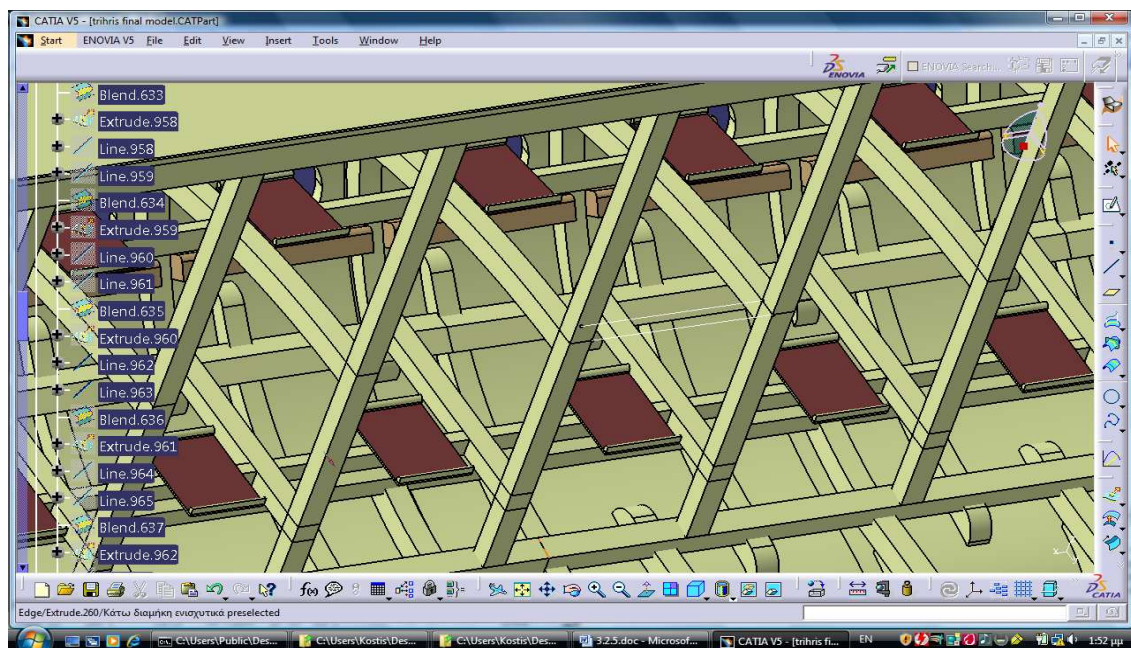 CATIA V5 - [trihris final model.CATPart]
Start ENOVIA V5 File Edit View Insert Tools Window Help
ENOVIA
ENOVIA Search...
Blend.633
Extrude.958
Line.958
Line.959
Blend.634
Extrude.959
Line.960
Line.961
Blend.635
Extrude.960
Line.962
Line.963
Blend.636
Extrude.961
Line.964
Line.965
Blend.637
Extrude.962
f(x)
CATIA
Edge/Extrude.260/Κάτω διαμήκη ενισχυτικά preselected
C:\Users\Public\Des... C:\Users\Kostis\Des... C:\Users\Kostis\Des... 3.2.5.doc - Microsof... CATIA V5 - [trihris fi... EN 1:52 μμ